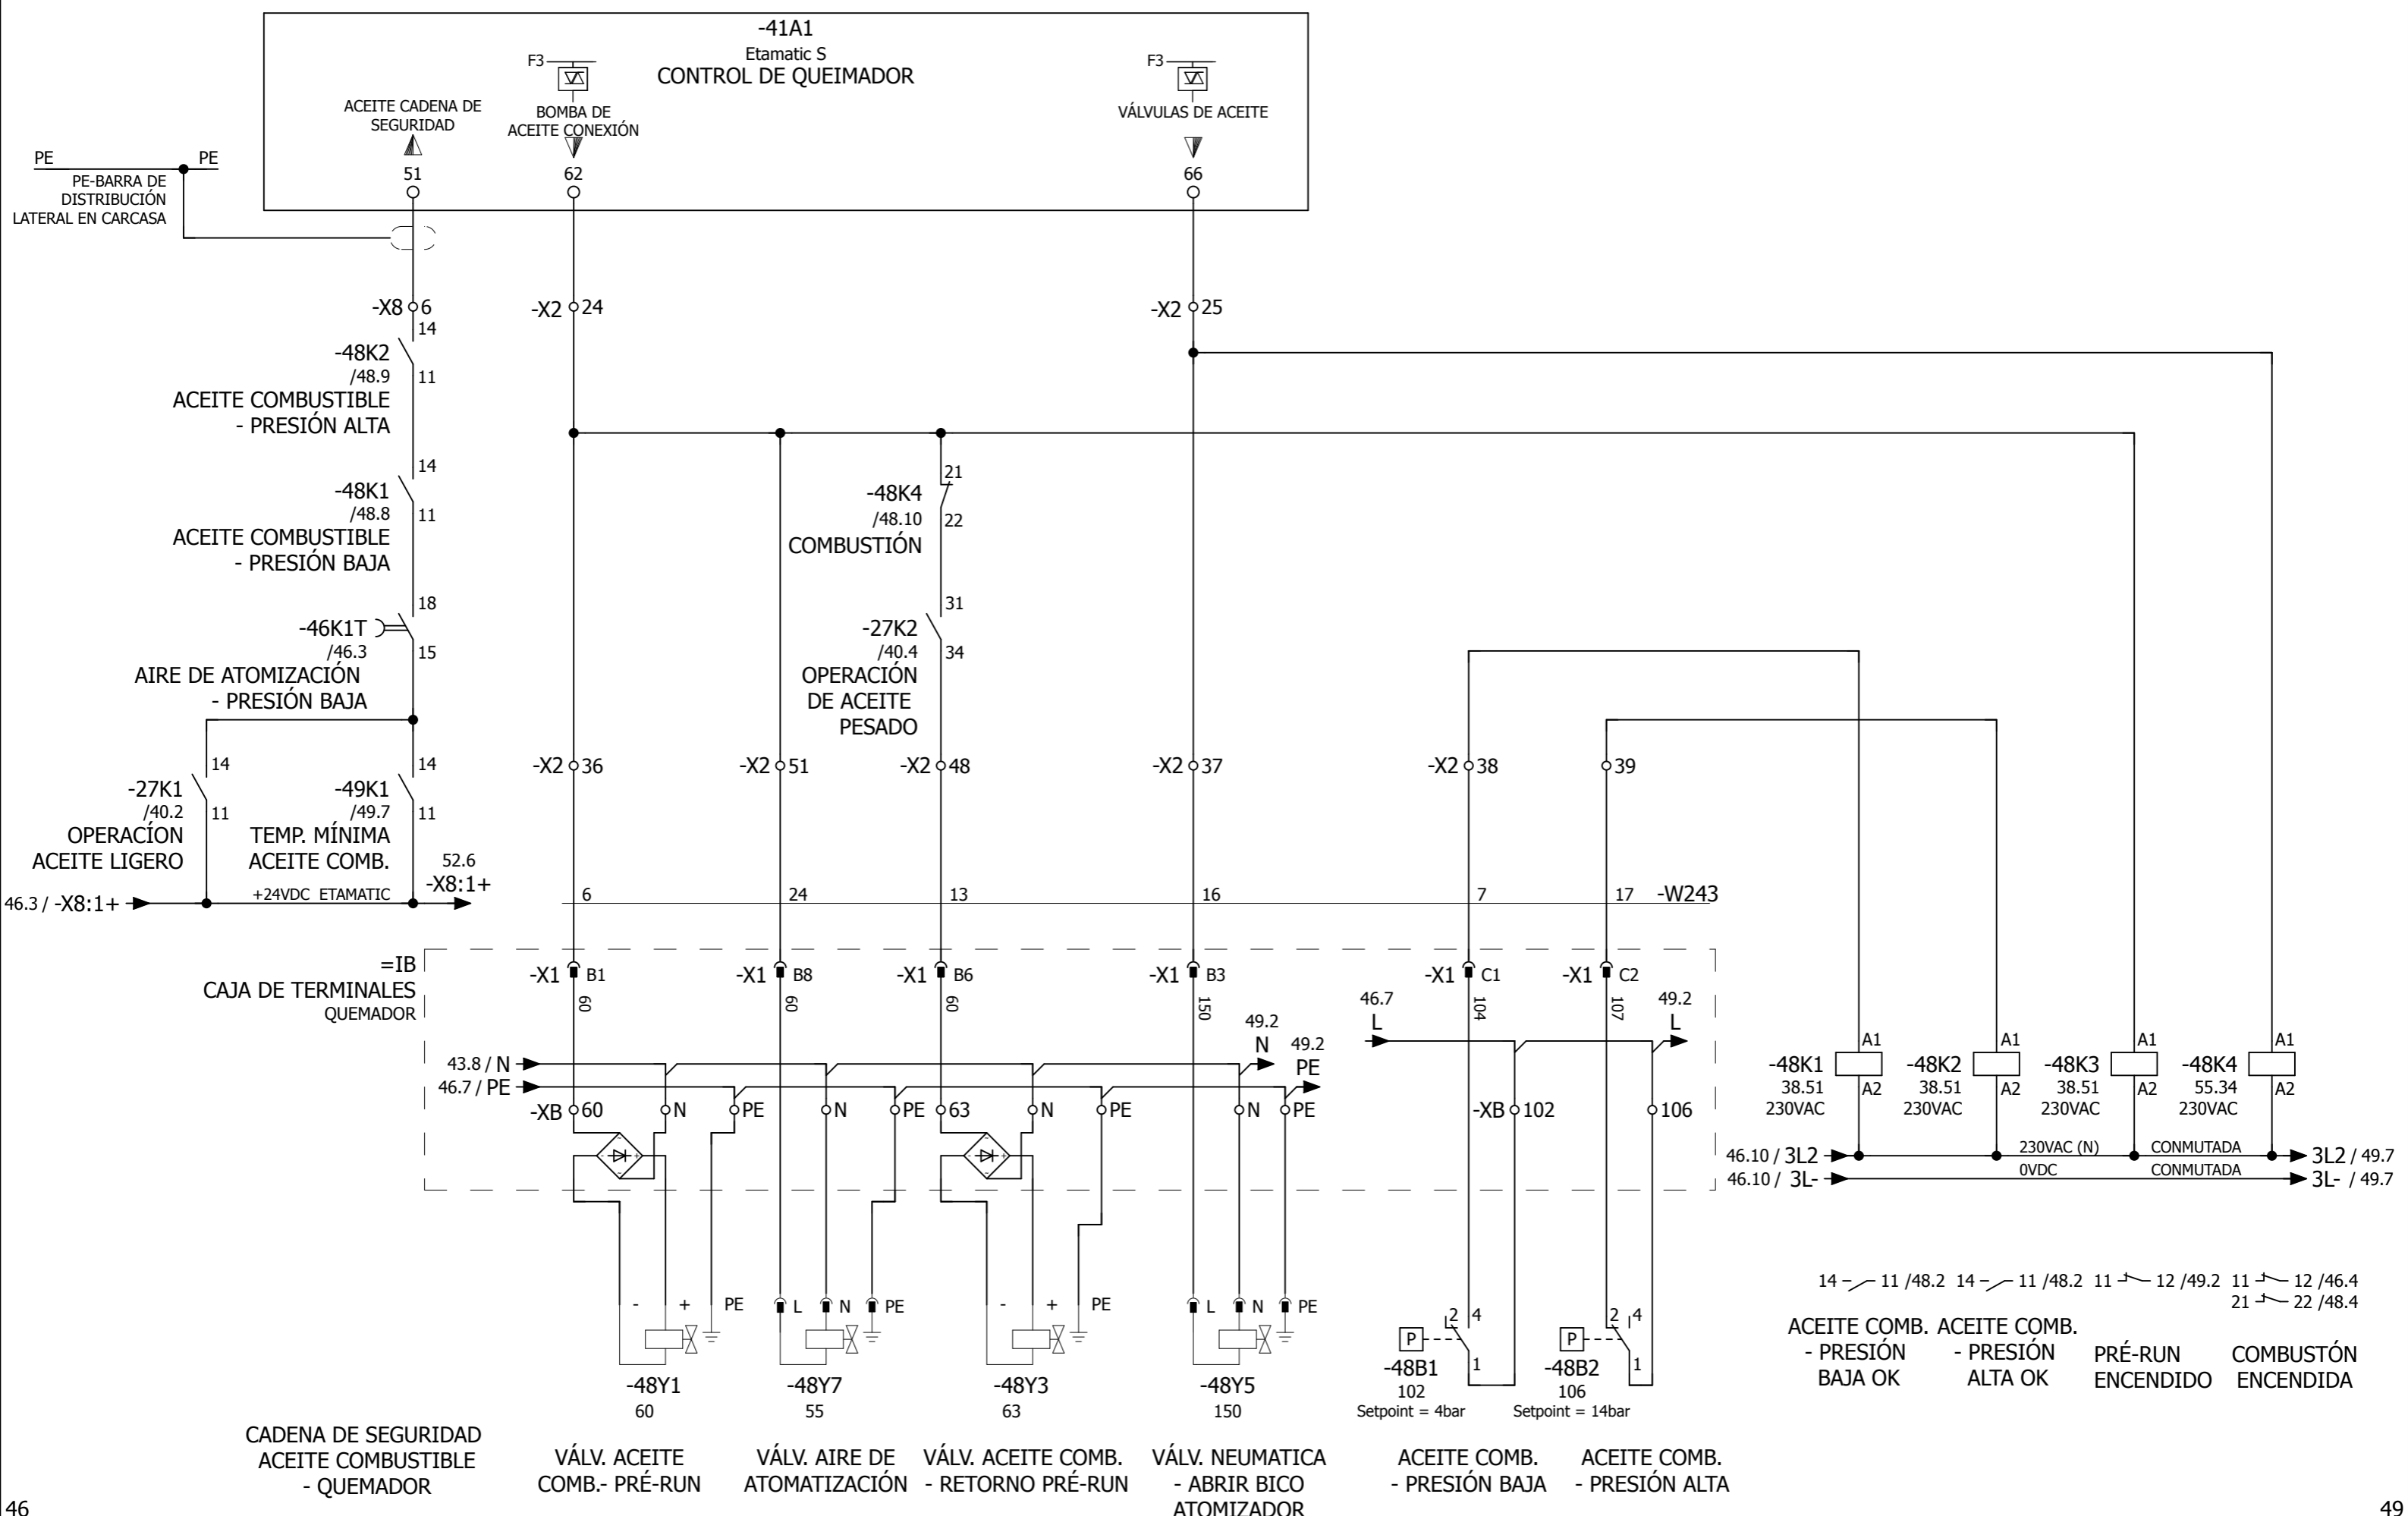 -41A1
Etamatic S
CONTROL DE QUEIMADOR
F3
F3
ACEITE CADENA DE
SEGURIDAD
BOMBA DE
ACEITE CONEXIÓN
VÁLVULAS DE ACEITE
51
62
66
PE
PE
PE-BARRA DE
DISTRIBUCIÓN
LATERAL EN CARCASA
-X8 6
-X2 24
-X2 25
14
-48K2
/48.9
11
ACEITE COMBUSTIBLE
- PRESIÓN ALTA
14
-48K1
/48.8
11
ACEITE COMBUSTIBLE
- PRESIÓN BAJA
21
-48K4
/48.10
22
COMBUSTIÓN
18
-46K1T
/46.3
15
AIRE DE ATOMIZACIÓN
- PRESIÓN BAJA
31
-27K2
/40.4
34
OPERACIÓN
DE ACEITE
PESADO
14
-27K1
/40.2
11
OPERACÍON
ACEITE LIGERO
14
-49K1
/49.7
11
TEMP. MÍNIMA
ACEITE COMB.
-X2 36
-X2 51
-X2 48
-X2 37
-X2 38
39
52.6
-X8:1+
46.3 / -X8:1+
+24VDC ETAMATIC
6
24
13
16
7
17
-W243
=IB
CAJA DE TERMINALES
QUEMADOR
-X1 B1
-X1 B8
-X1 B6
-X1 B3
-X1 C1
-X1 C2
60
60
60
150
104
107
43.8 / N
46.7 / PE
49.2
N
49.2
PE
46.7
L
49.2
L
-XB 60
N
PE
N
PE
63
N
PE
N
PE
-XB 102
106
A1
-48K1
38.51
230VAC
A2
A1
-48K2
38.51
230VAC
A2
A1
-48K3
38.51
230VAC
A2
A1
-48K4
55.34
230VAC
A2
46.10 / 3L2
230VAC (N)
CONMUTADA
3L2 / 49.7
46.10 / 3L-
0VDC
CONMUTADA
3L- / 49.7
- + PE
L N PE
- + PE
L N PE
2 4
P
1
2 4
P
1
-48Y1
60
-48Y7
55
-48Y3
63
-48Y5
150
-48B1
102
Setpoint = 4bar
-48B2
106
Setpoint = 14bar
14 11 /48.2
14 11 /48.2
11 12 /49.2
11 12 /46.4
21 22 /48.4
ACEITE COMB.
- PRESIÓN
BAJA OK
ACEITE COMB.
- PRESIÓN
ALTA OK
PRÉ-RUN
ENCENDIDO
COMBUSTÓN
ENCENDIDA
CADENA DE SEGURIDAD
ACEITE COMBUSTIBLE
- QUEMADOR
VÁLV. ACEITE
COMB.- PRÉ-RUN
VÁLV. AIRE DE
ATOMATIZACIÓN
VÁLV. ACEITE COMB.
- RETORNO PRÉ-RUN
VÁLV. NEUMATICA
- ABRIR BICO
ATOMIZADOR
ACEITE COMB.
- PRESIÓN BAJA
ACEITE COMB.
- PRESIÓN ALTA
46
49